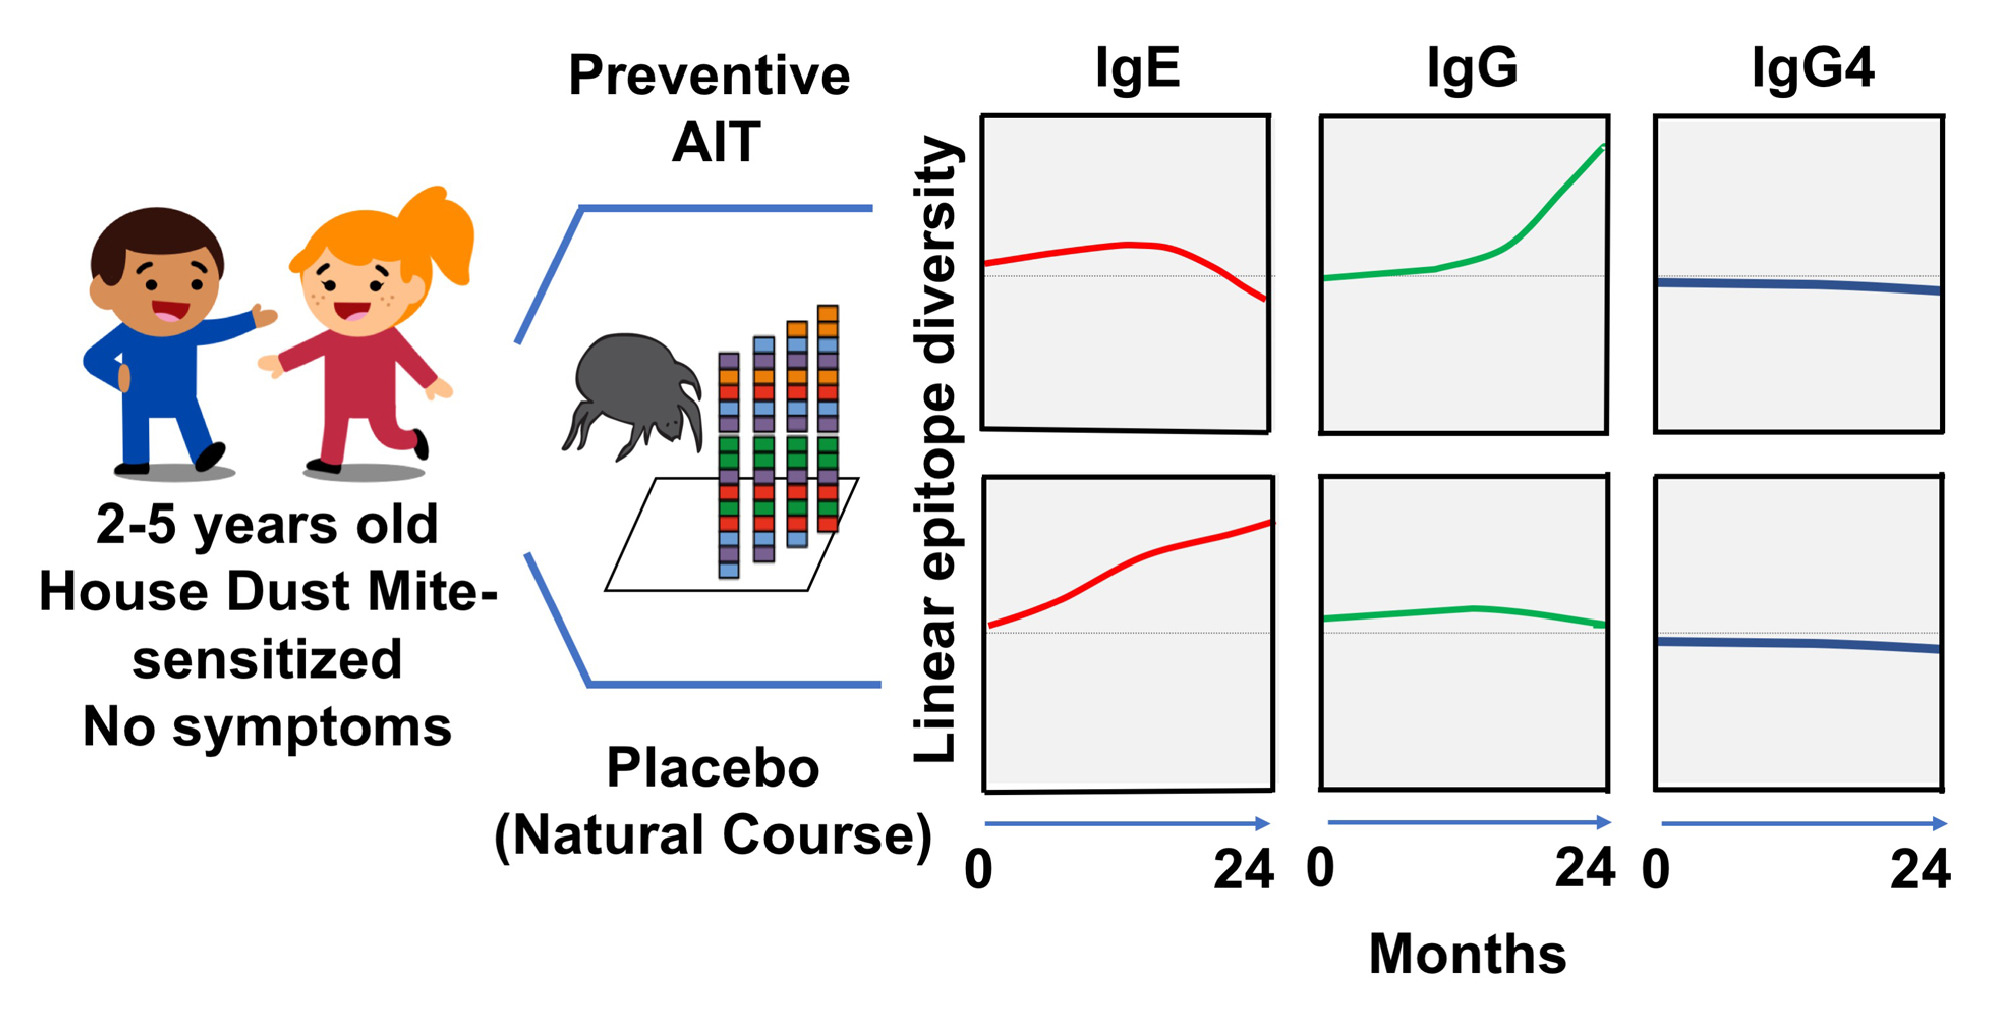 Preventive
AIT
2-5 years old
House Dust Mite-
sensitized
No symptoms
Placebo
(Natural Course)
Linear epitope diversity
IgE
IgG
IgG4
0
24
0
24
0
24
Months